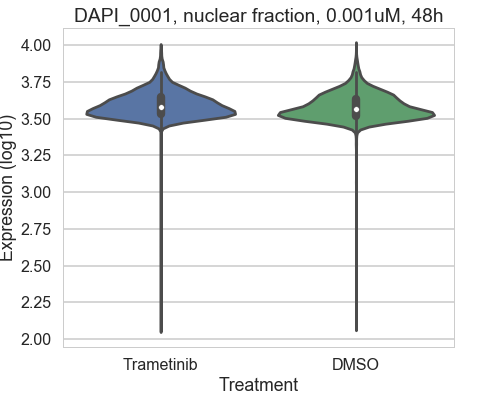 DAPI_0001, nuclear fraction, 0.001uM, 48h
Expression (log10)
4.00
3.75
3.50
3.25
3.00
2.75
2.50
2.25
2.00
Trametinib DMSO
Treatment